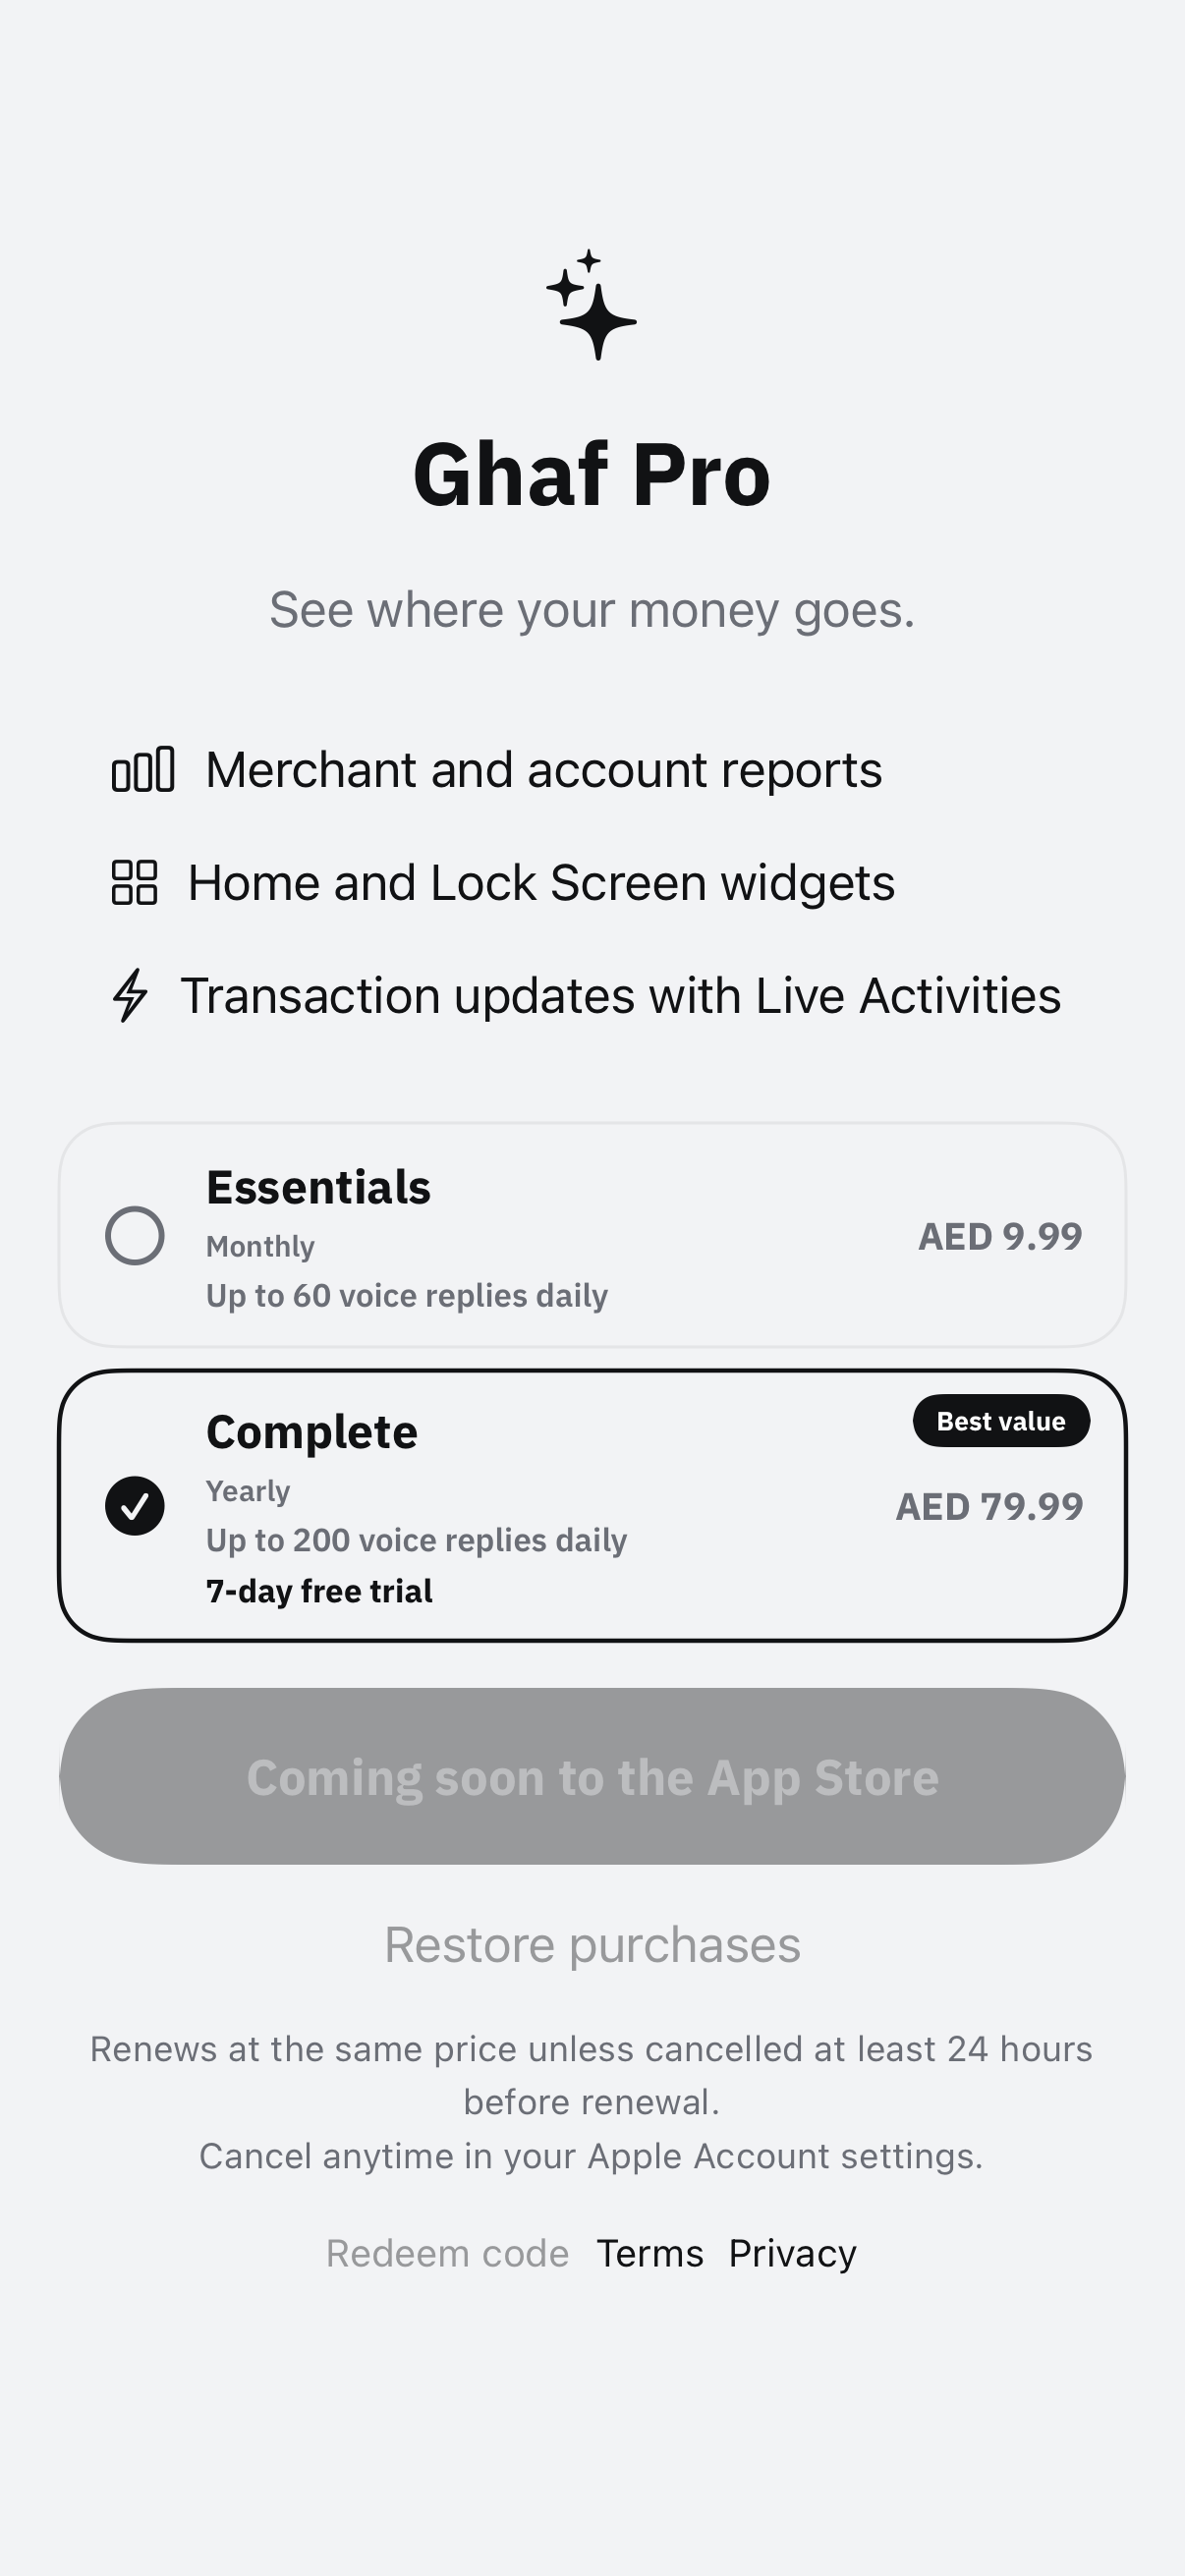 Ghaf Pro
See where your money goes.
Merchant and account reports
Home and Lock Screen widgets
Transaction updates with Live Activities
Essentials
Monthly
Up to 60 voice replies daily
AED 9.99
Complete
Best value
Yearly
Up to 200 voice replies daily
7-day free trial
AED 79.99
Coming soon to the App Store
Restore purchases
Renews at the same price unless cancelled at least 24 hours
before renewal.
Cancel anytime in your Apple Account settings.
Redeem code Terms Privacy